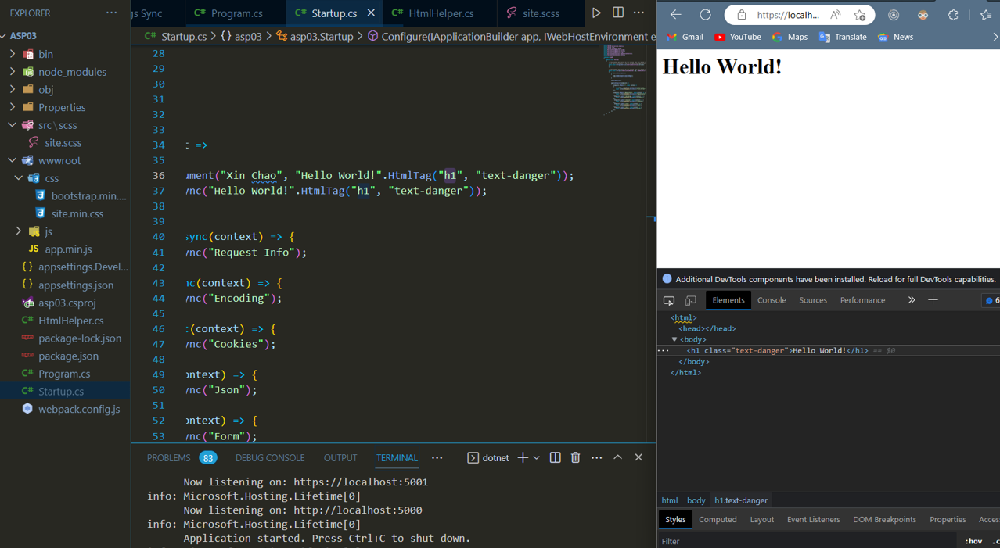 EXPLORER ···
gs Sync
C# Program.cs
C# Startup.cs
C# HtmlHelper.cs
site.scss
···
https://localh...
Gmail YouTube Maps Translate News
ASP03
bin
node_modules
obj
Properties
src\scss
site.scss
wwwroot
css
bootstrap.min....
site.min.css
js
JS app.min.js
{} appsettings.Devel...
{} appsettings.json
asp03.csproj
C# HtmlHelper.cs
package-lock.json
package.json
C# Program.cs
C# Startup.cs
webpack.config.js
C# Startup.cs > {} asp03 > asp03.Startup > Configure(IApplicationBuilder app, IWebHostEnvironment e
28
29
30
31
32
33
34 t =>
35
36 ument("Xin Chao", "Hello World!".HtmlTag("h1", "text-danger"));
37 ync("Hello World!".HtmlTag("h1", "text-danger"));
38
39
40 sync(context) => {
41 ync("Request Info");
42
43 nc(context) => {
44 ync("Encoding");
45
46 c(context) => {
47 ync("Cookies");
48
49 ontext) => {
50 ync("Json");
51
52 ontext) => {
53 ync("Form");
PROBLEMS 83 DEBUG CONSOLE OUTPUT TERMINAL ··· dotnet ···
Now listening on: https://localhost:5001
info: Microsoft.Hosting.Lifetime[0]
Now listening on: http://localhost:5000
info: Microsoft.Hosting.Lifetime[0]
Application started. Press Ctrl+C to shut down.
Hello World!
Additional DevTools components have been installed. Reload for full DevTools capabilities.
Elements Console Sources Performance 6
<html>
<head></head>
<body>
··· <h1 class="text-danger">Hello World!</h1> == $0
</body>
</html>
html body h1.text-danger
Styles Computed Layout Event Listeners DOM Breakpoints Properties Acces
Filter :hov .c